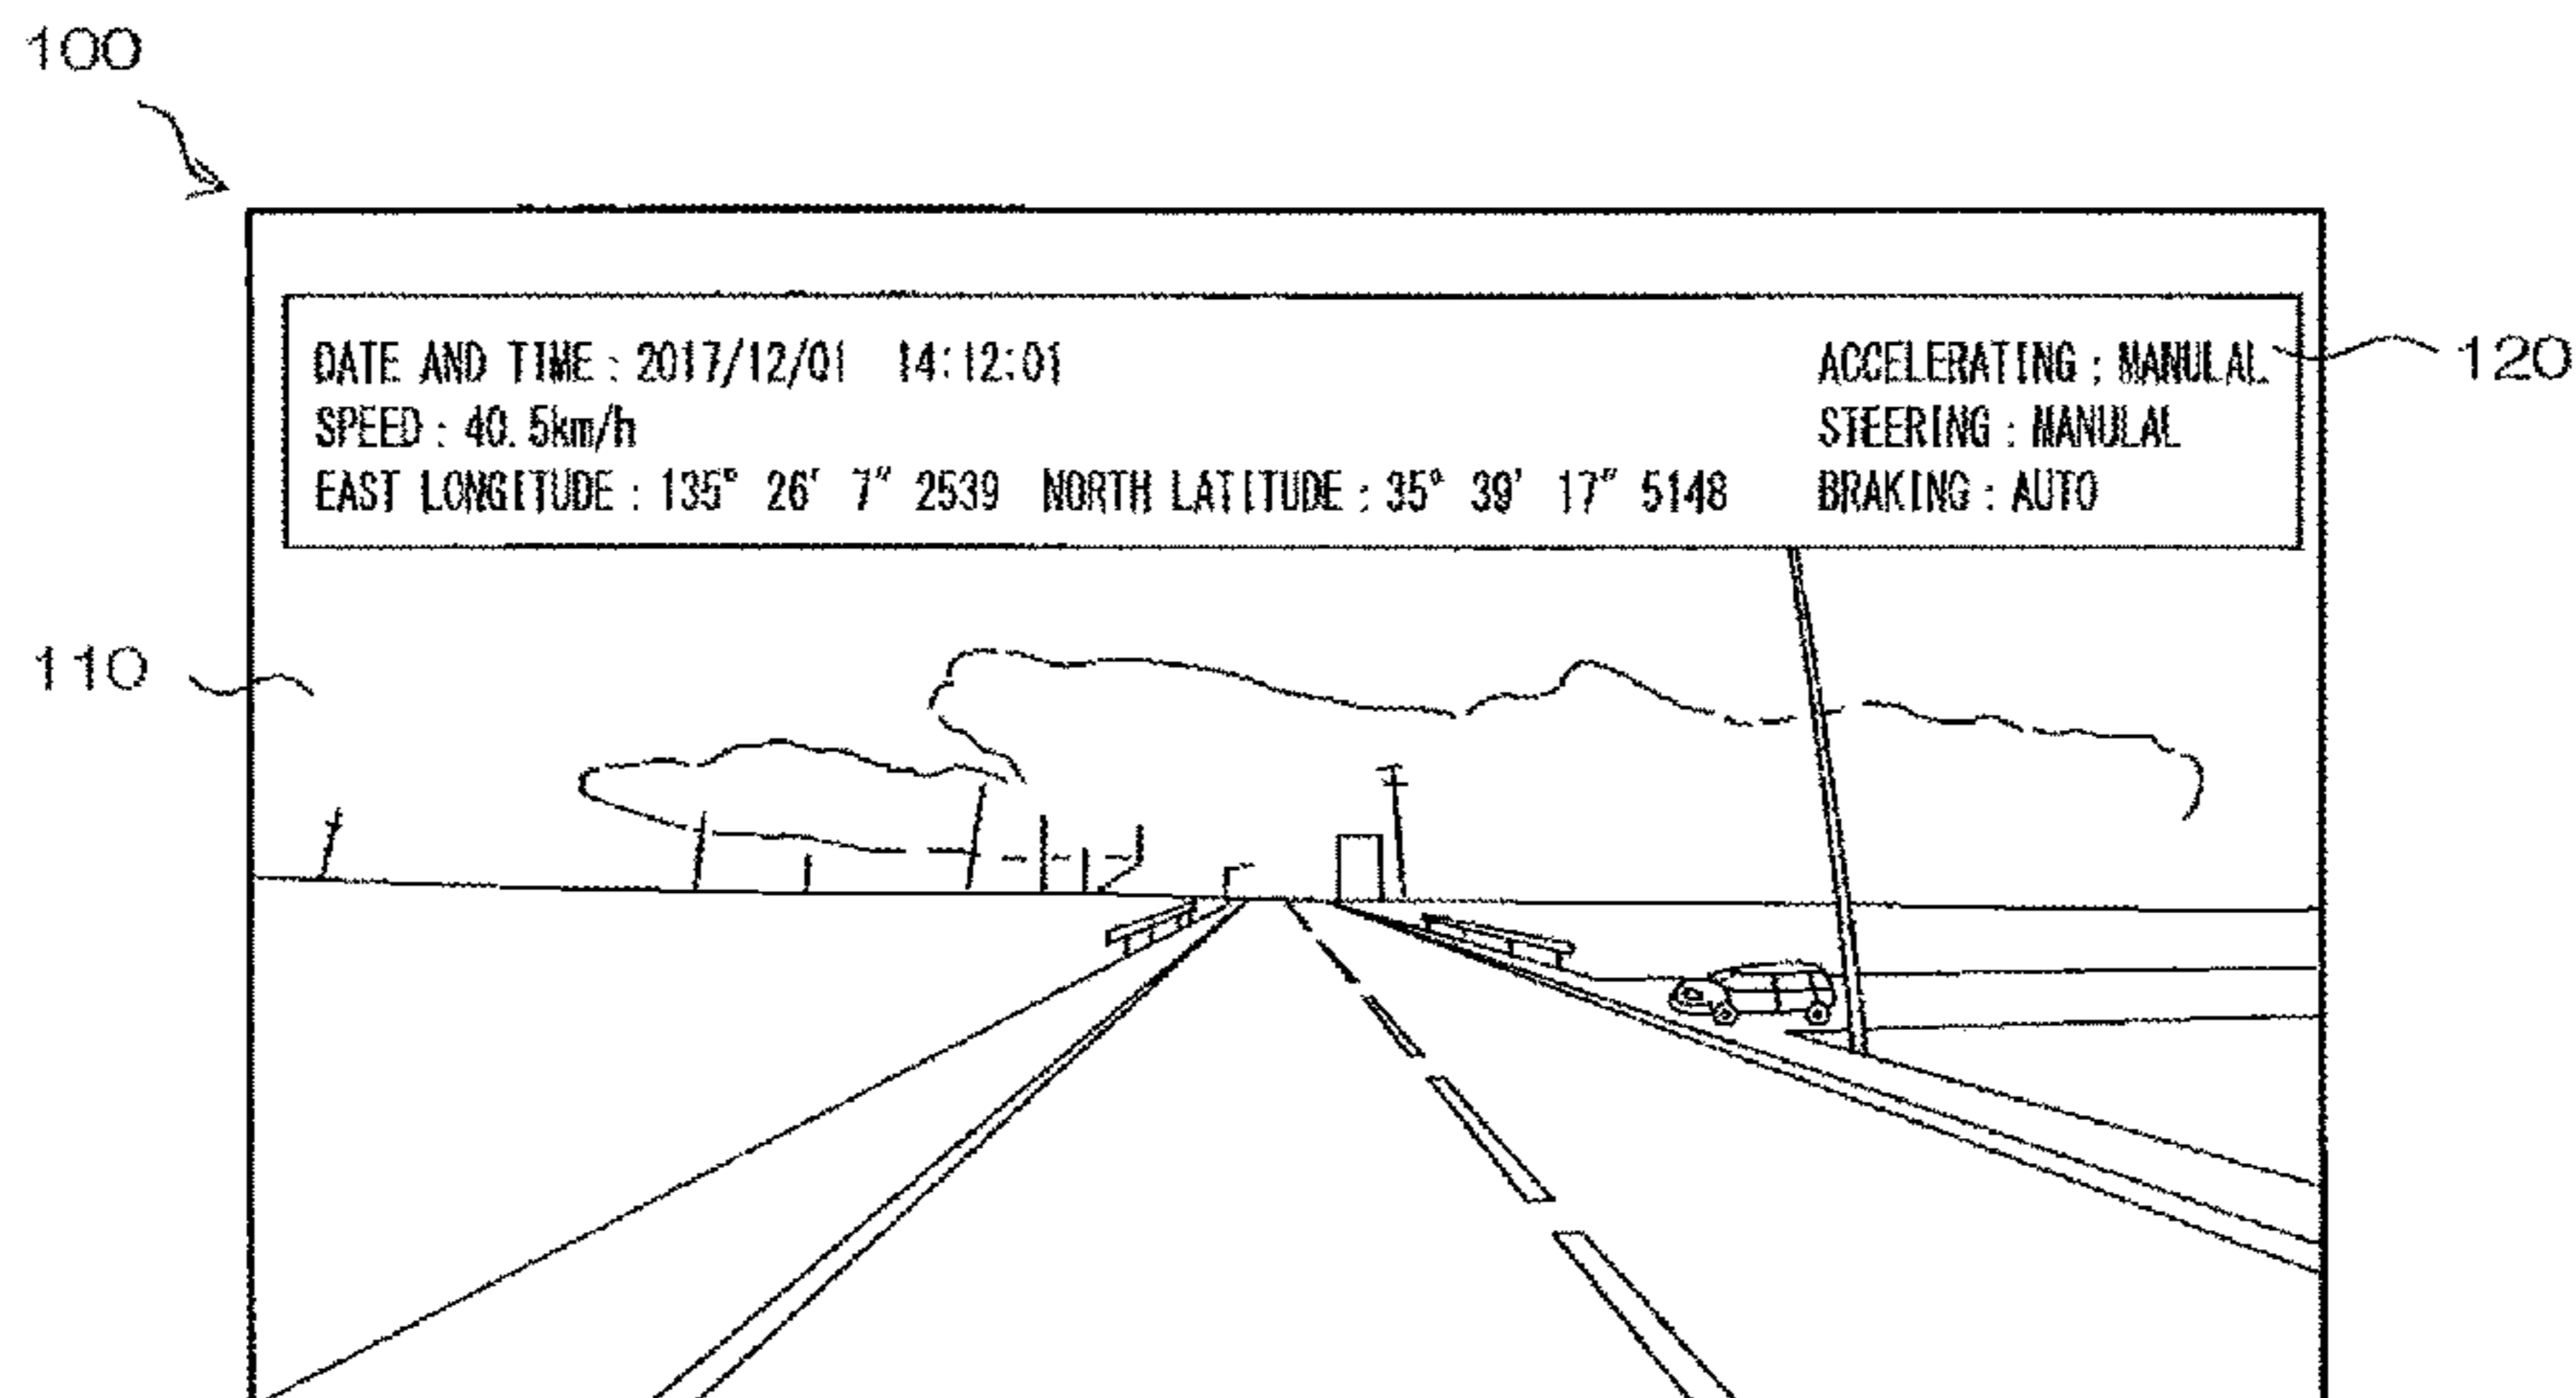 100
DATE AND TIME : 2017/12/01 14:12:01
SPEED : 40.5km/h
EAST LONGITUDE : 135° 26' 7" 2539 NORTH LATITUDE : 35° 39' 17" 5148
ACCELERATING : MANULAL
STEERING : MANULAL
BRAKING : AUTO
120
110